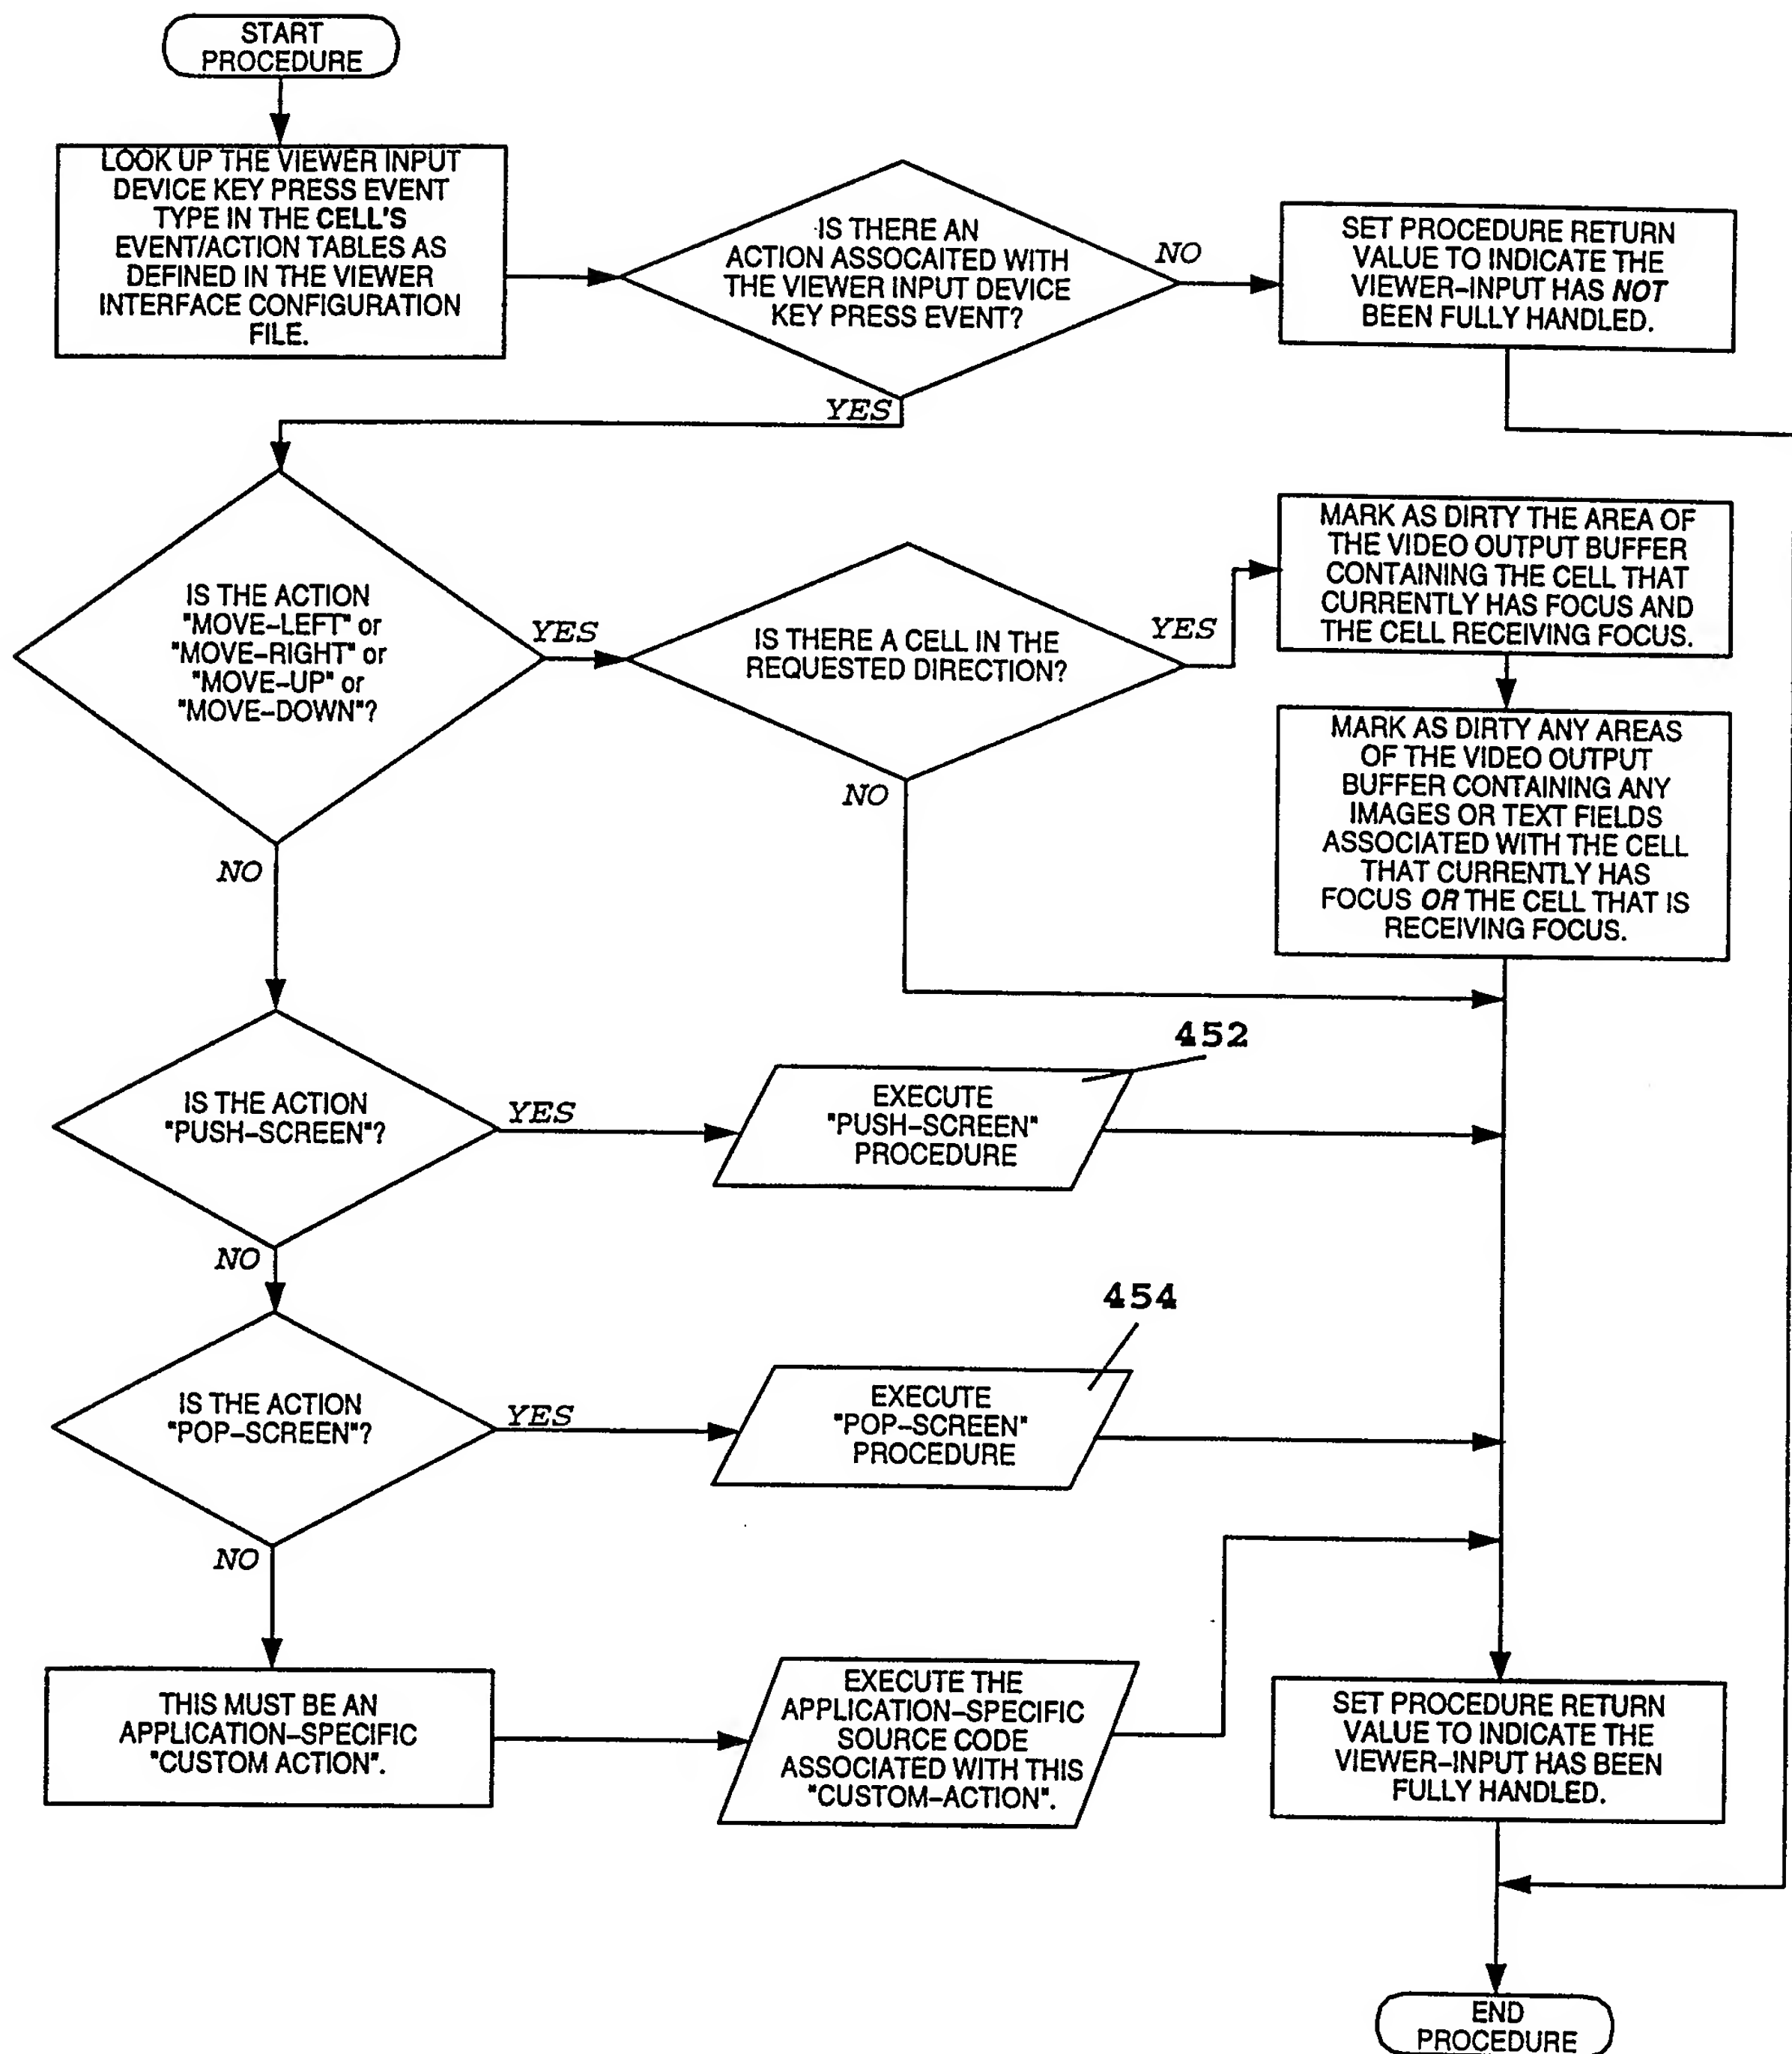 START
PROCEDURE
LOOK UP THE VIEWER INPUT
DEVICE KEY PRESS EVENT
TYPE IN THE CELL'S
EVENT/ACTION TABLES AS
DEFINED IN THE VIEWER
INTERFACE CONFIGURATION
FILE.
IS THERE AN
ACTION ASSOCAITED WITH
THE VIEWER INPUT DEVICE
KEY PRESS EVENT?
NO
SET PROCEDURE RETURN
VALUE TO INDICATE THE
VIEWER-INPUT HAS NOT
BEEN FULLY HANDLED.
YES
IS THE ACTION
"MOVE-LEFT" or
"MOVE-RIGHT" or
"MOVE-UP" or
"MOVE-DOWN"?
YES
IS THERE A CELL IN THE
REQUESTED DIRECTION?
YES
MARK AS DIRTY THE AREA OF
THE VIDEO OUTPUT BUFFER
CONTAINING THE CELL THAT
CURRENTLY HAS FOCUS AND
THE CELL RECEIVING FOCUS.
MARK AS DIRTY ANY AREAS
OF THE VIDEO OUTPUT
BUFFER CONTAINING ANY
IMAGES OR TEXT FIELDS
ASSOCIATED WITH THE CELL
THAT CURRENTLY HAS
FOCUS OR THE CELL THAT IS
RECEIVING FOCUS.
NO
NO
IS THE ACTION
"PUSH-SCREEN"?
YES
452
EXECUTE
"PUSH-SCREEN"
PROCEDURE
NO
IS THE ACTION
"POP-SCREEN"?
YES
454
EXECUTE
"POP-SCREEN"
PROCEDURE
NO
THIS MUST BE AN
APPLICATION-SPECIFIC
"CUSTOM ACTION".
EXECUTE THE
APPLICATION-SPECIFIC
SOURCE CODE
ASSOCIATED WITH THIS
"CUSTOM-ACTION".
SET PROCEDURE RETURN
VALUE TO INDICATE THE
VIEWER-INPUT HAS BEEN
FULLY HANDLED.
END
PROCEDURE